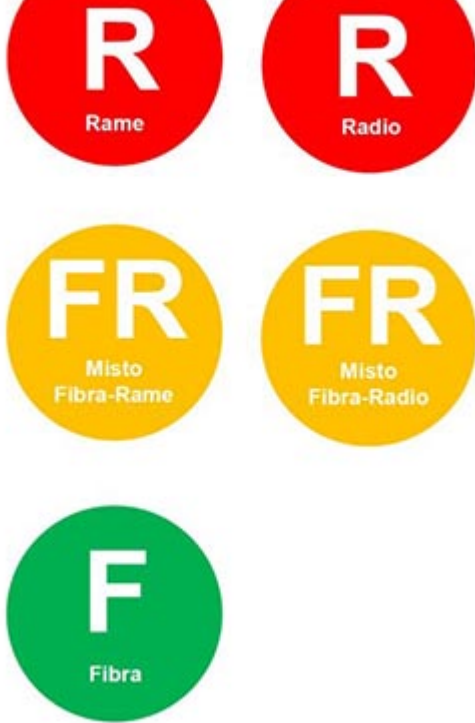 R
Rame
R
Radio
FR
Misto
Fibra-Rame
FR
Misto
Fibra-Radio
F
Fibra